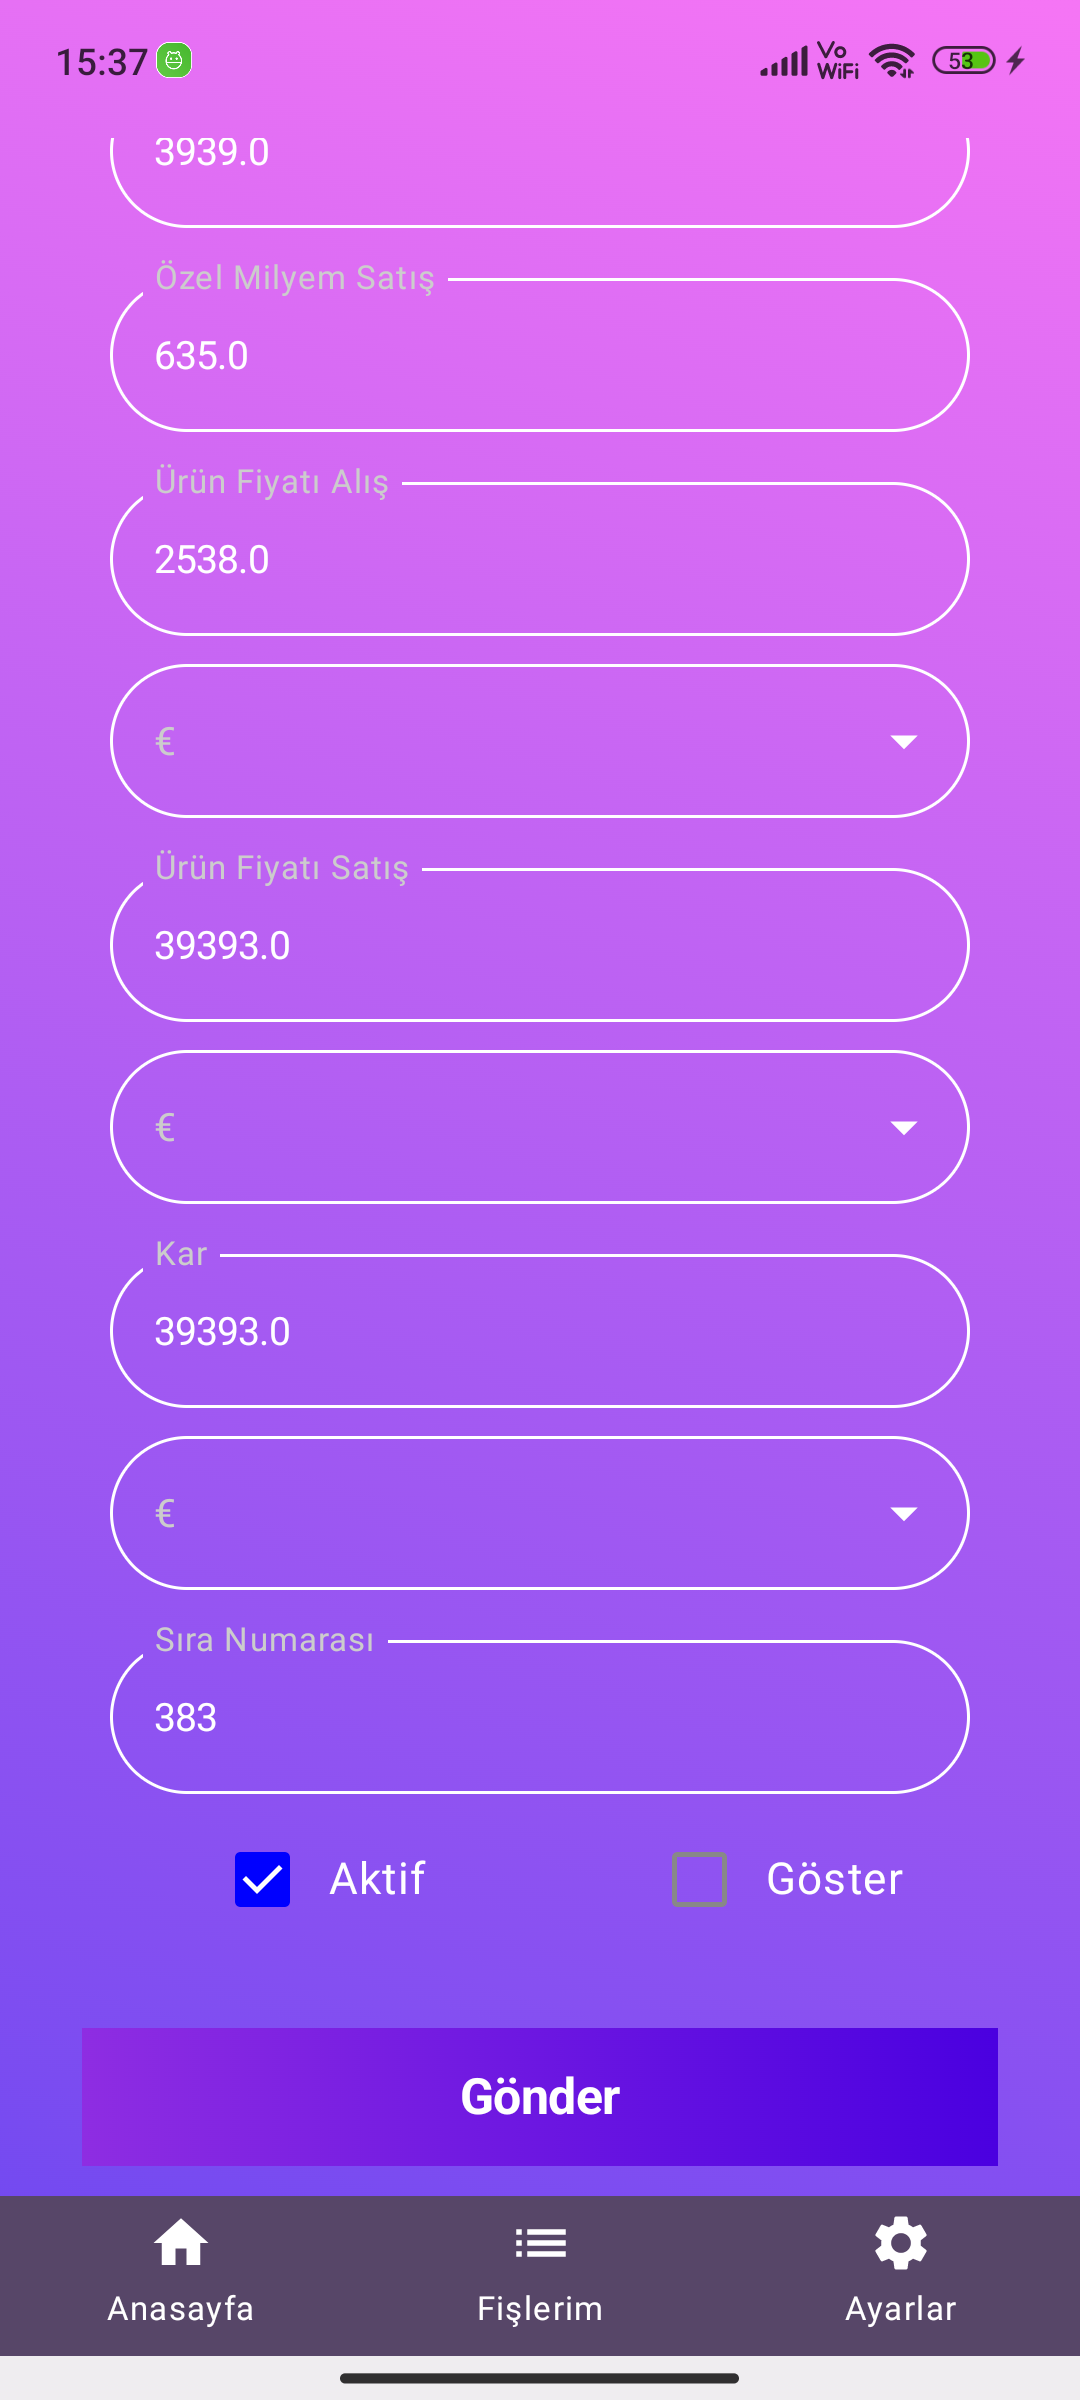 15:37
Vo
WiFi
53
3939.0
Özel Milyem Satış
635.0
Ürün Fiyatı Alış
2538.0
€
Ürün Fiyatı Satış
39393.0
€
Kar
39393.0
€
Sıra Numarası
383
Aktif
Göster
Gönder
Anasayfa
Fişlerim
Ayarlar